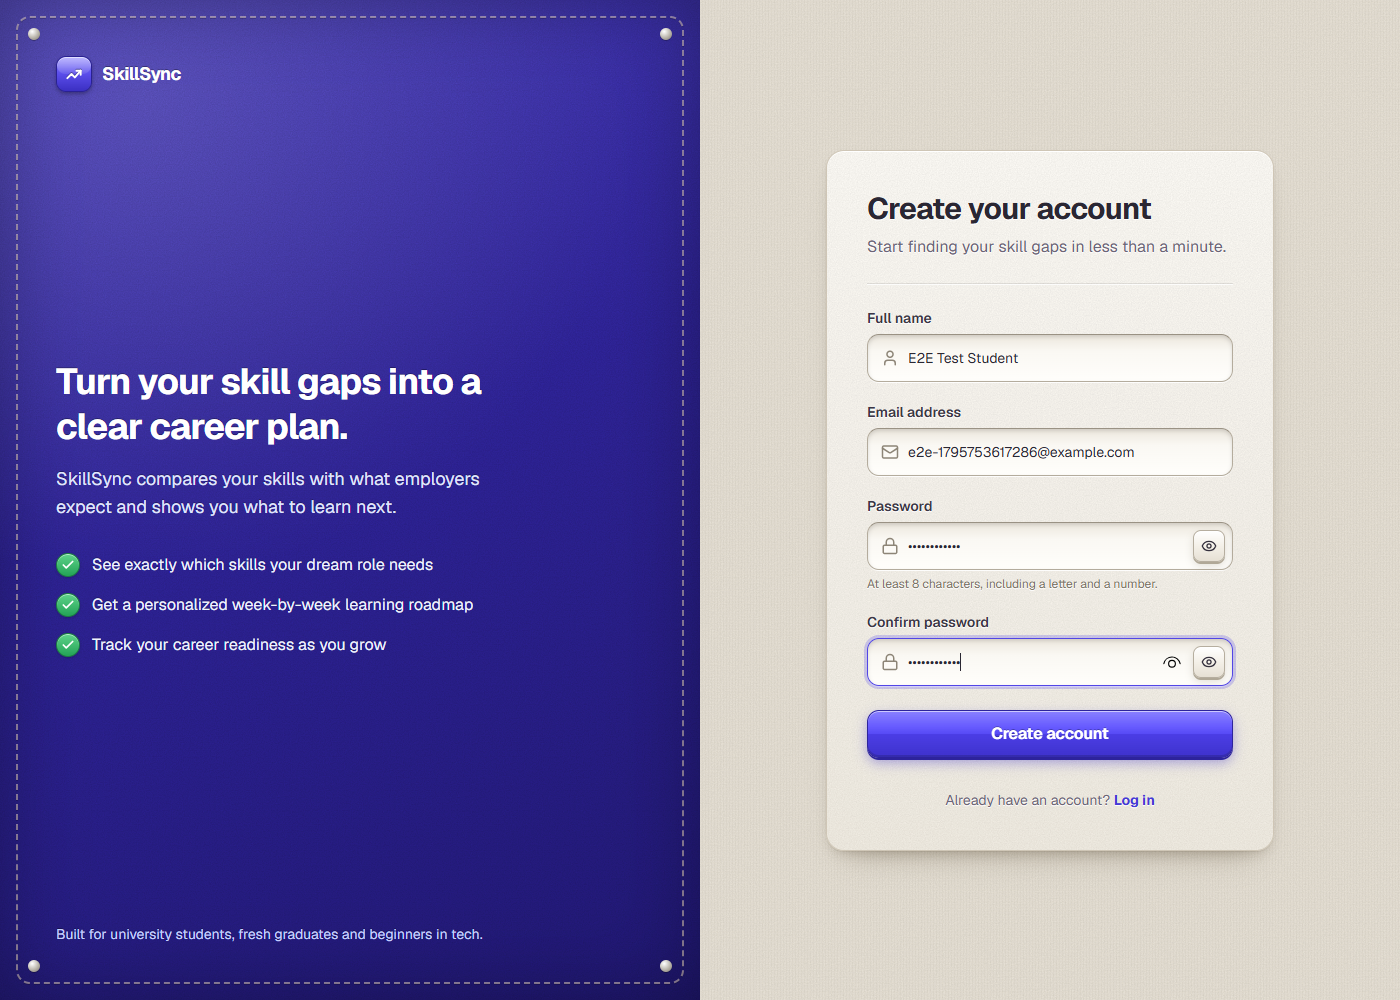 SkillSync
Turn your skill gaps into a
clear career plan.
SkillSync compares your skills with what employers
expect and shows you what to learn next.
See exactly which skills your dream role needs
Get a personalized week-by-week learning roadmap
Track your career readiness as you grow
Built for university students, fresh graduates and beginners in tech.
Create your account
Start finding your skill gaps in less than a minute.
Full name
E2E Test Student
Email address
e2e-1795753617286@example.com
Password
••••••••••••
At least 8 characters, including a letter and a number.
Confirm password
••••••••••••
Create account
Already have an account? Log in